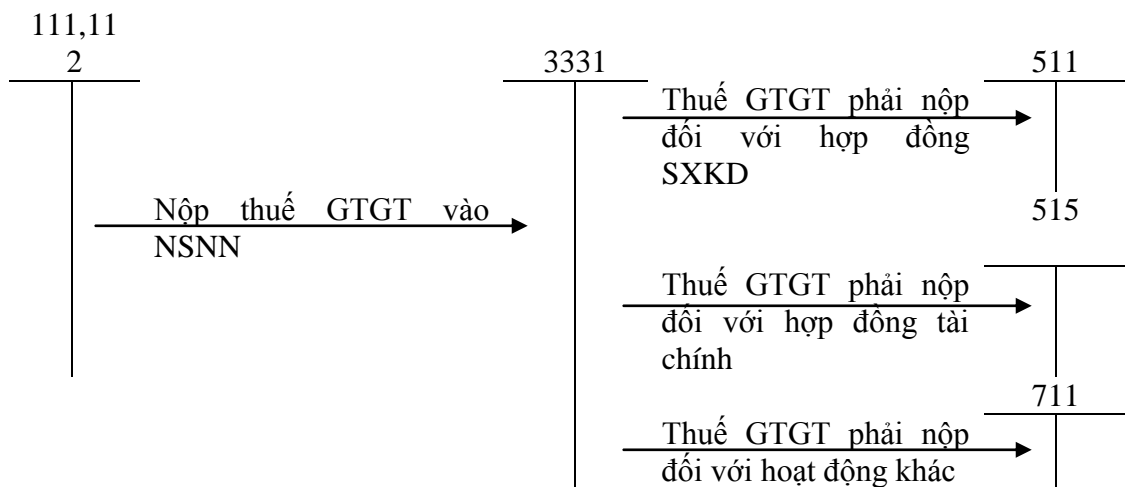 111,11
2
3331
511
Thuế GTGT phải nộp
đối với hợp đồng
SXKD
Nộp thuế GTGT vào
NSNN
515
Thuế GTGT phải nộp
đối với hợp đồng tài
chính
711
Thuế GTGT phải nộp
đối với hoạt động khác